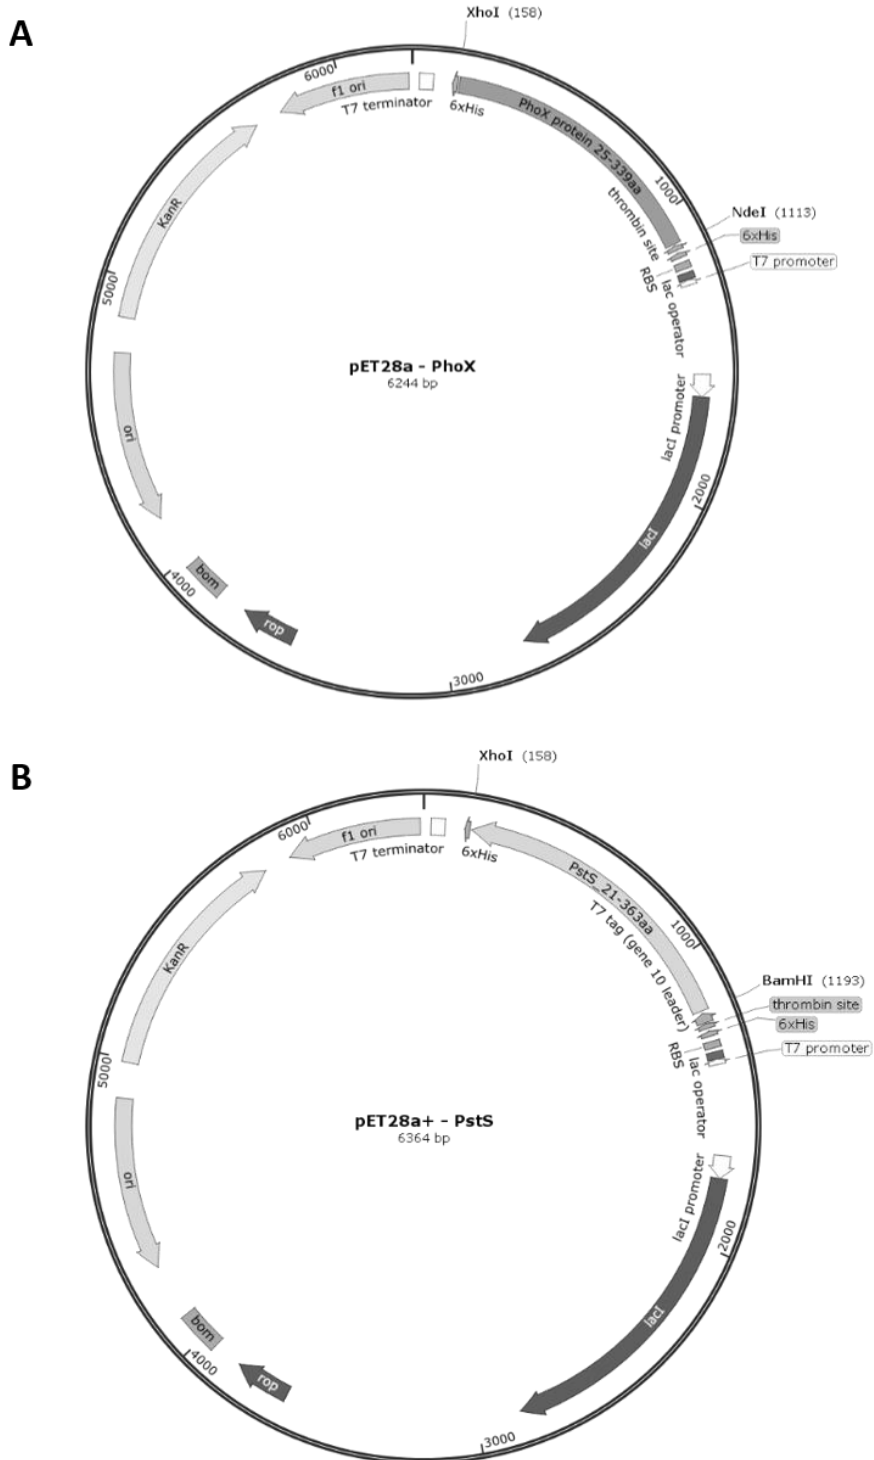 A
XhoI (158)
6000
f1 ori
T7 terminator
6xHis
PhoX protein 25-339aa
1000
NdeI (1113)
6xHis
T7 promoter
thrombin site
RBS
lac operator
KanR
5000
pET28a - PhoX
6244 bp
lacI promoter
2000
lacI
ori
bom
4000
rop
3000
B
XhoI (158)
6000
f1 ori
T7 terminator
6xHis
PstS_21-363aa
T7 tag (gene 10 leader)
1000
BamHI (1193)
thrombin site
6xHis
T7 promoter
RBS
lac operator
KanR
5000
pET28a+ - PstS
6364 bp
lacI promoter
2000
lacI
ori
bom
4000
rop
3000